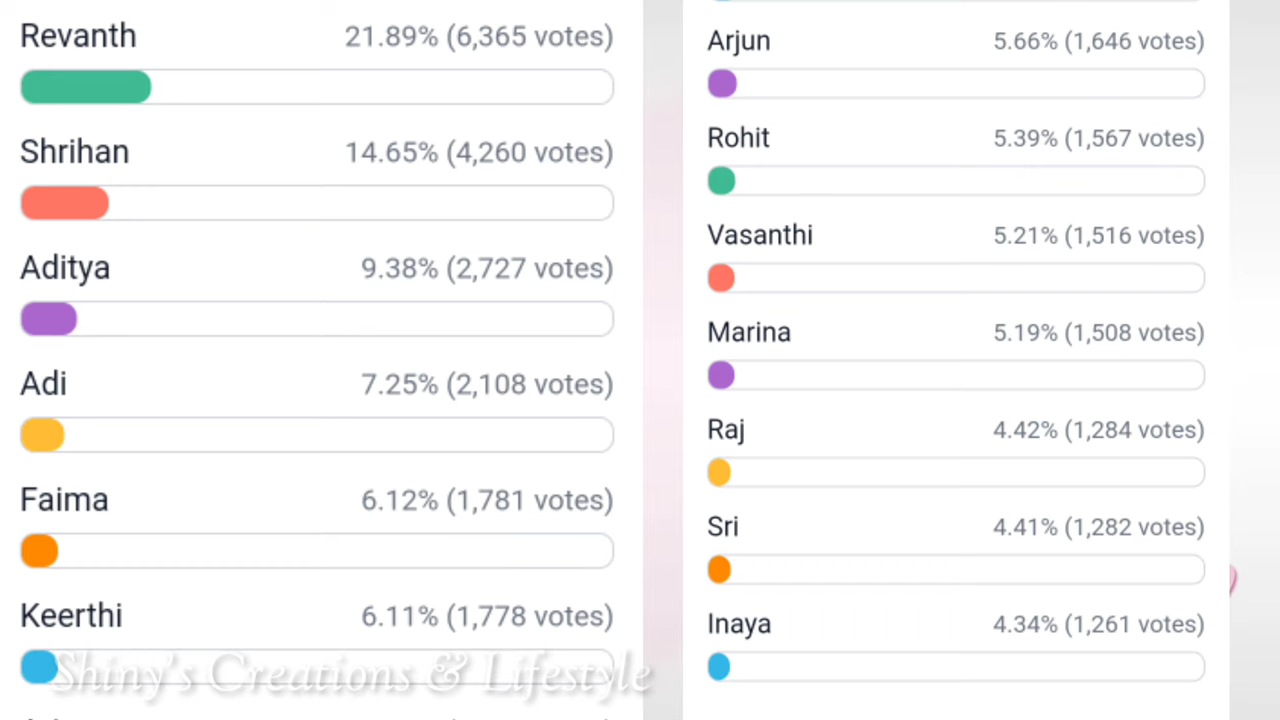 Revanth 21.89% (6,365 votes)
Shrihan 14.65% (4,260 votes)
Aditya 9.38% (2,727 votes)
Adi 7.25% (2,108 votes)
Faima 6.12% (1,781 votes)
Keerthi 6.11% (1,778 votes)
Shiny's Creations & Lifestyle
Arjun 5.66% (1,646 votes)
Rohit 5.39% (1,567 votes)
Vasanthi 5.21% (1,516 votes)
Marina 5.19% (1,508 votes)
Raj 4.42% (1,284 votes)
Sri 4.41% (1,282 votes)
Inaya 4.34% (1,261 votes)